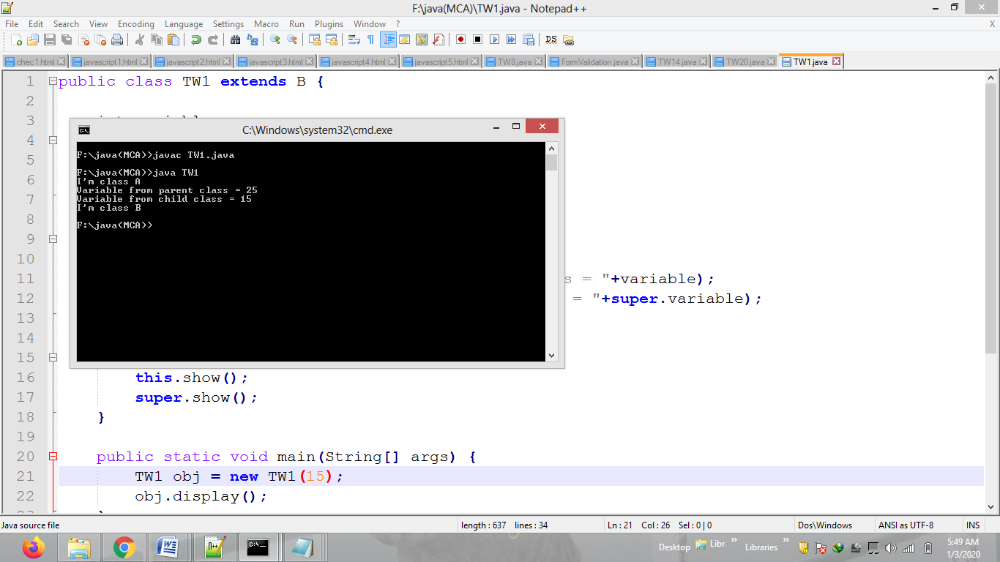 F:\java(MCA)\TW1.java - Notepad++
File Edit Search View Encoding Language Settings Macro Run Plugins Window ? X
chec1.html javascript1.html javascript2.html javascript3.html javascript4.html javascript5.html TW8.java FormValidation.java TW14.java TW20.java TW1.java
1 public class TW1 extends B {
2
3
C:\Windows\system32\cmd.exe
F:\java(MCA)>javac TW1.java
F:\java(MCA)>java TW1
I'm class A
Variable from parent class = 25
Variable from child class = 15
I'm class B
F:\java(MCA)>
4
5
6
7
8
9
10
11 s = "+variable);
12 = "+super.variable);
13
14
15
16 this.show();
17 super.show();
18 }
19
20 public static void main(String[] args) {
21 TW1 obj = new TW1(15);
22 obj.display();
Java source file length : 637 lines : 34 Ln : 21 Col : 26 Sel : 0 | 0 Dos\Windows ANSI as UTF-8 INS
Desktop Libr Libraries 5:49 AM
1/3/2020